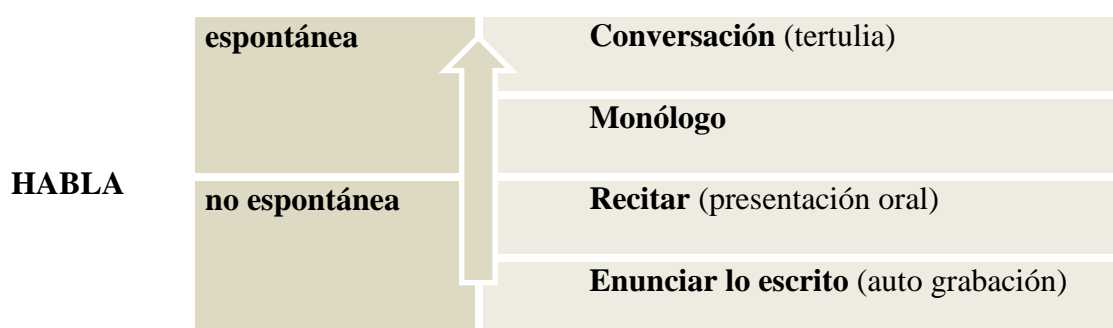 espontánea
Conversación (tertulia)
Monólogo
HABLA
no espontánea
Recitar (presentación oral)
Enunciar lo escrito (auto grabación)